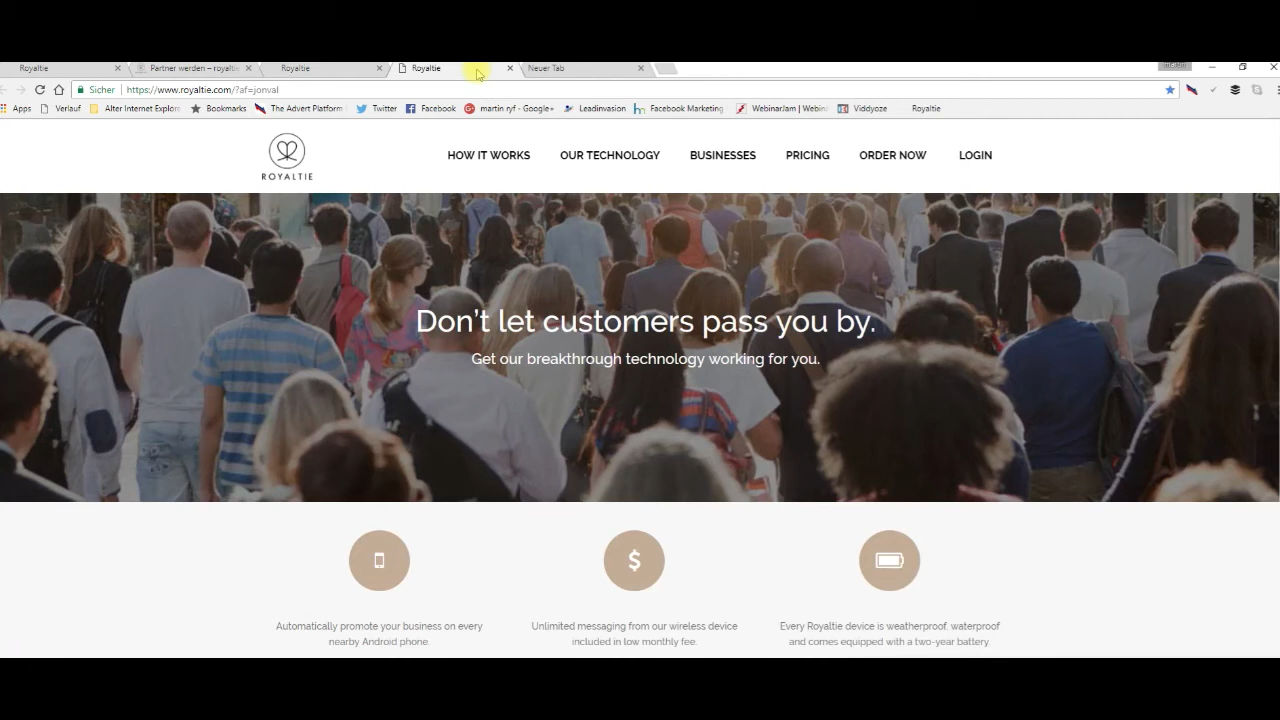 Royaltie
Partner werden – royaltie
Royaltie
Royaltie
Neuer Tab
Sicher
https://www.royaltie.com/?af=jonval
Apps
Verlauf
Alter Internet Explore
Bookmarks
The Advert Platform
Twitter
Facebook
martin ryf - Google+
Leadinvasion
Facebook Marketing
WebinarJam | Webin
Viddyoze
Royaltie
ROYALTIE
HOW IT WORKS
OUR TECHNOLOGY
BUSINESSES
PRICING
ORDER NOW
LOGIN
Don't let customers pass you by.
Get our breakthrough technology working for you.
$
Automatically promote your business on every
nearby Android phone.
Unlimited messaging from our wireless device
included in low monthly fee.
Every Royaltie device is weatherproof, waterproof
and comes equipped with a two-year battery.